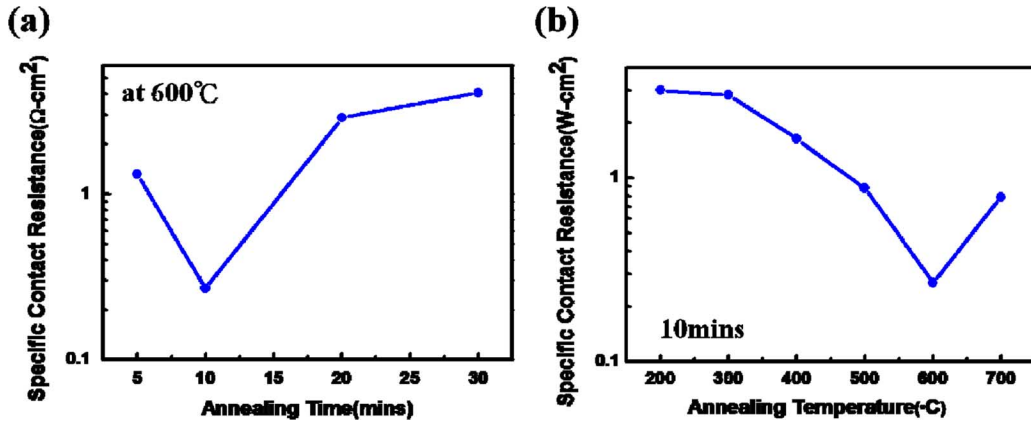 (a)
Specific Contact Resistance(Ω-cm²)
at 600℃
1
0.1
5 10 15 20 25 30
Annealing Time(mins)
(b)
Specific Contact Resistance(W-cm²)
1
0.1
10mins
200 300 400 500 600 700
Annealing Temperature(◦C)